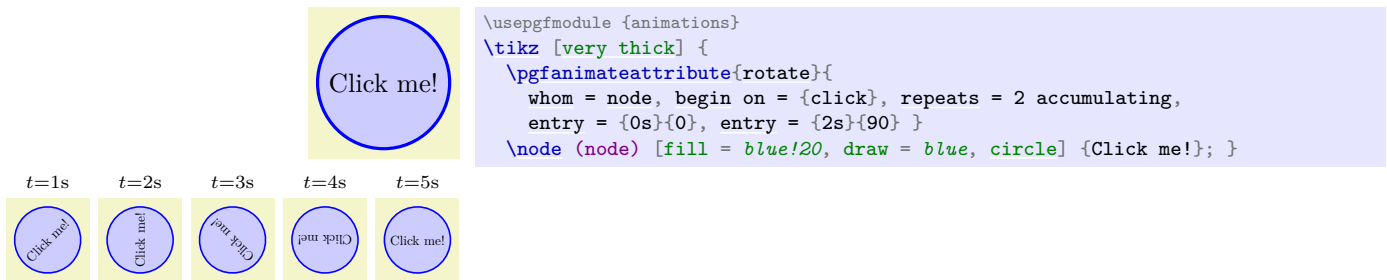 Click me!
\usepgfmodule {animations}
\tikz [very thick] {
\pgfanimateattribute{rotate}{
whom = node, begin on = {click}, repeats = 2 accumulating,
entry = {0s}{0}, entry = {2s}{90} }
\node (node) [fill = blue!20, draw = blue, circle] {Click me!}; }
t=1s t=2s t=3s t=4s t=5s
Click me! Click me! Click me! Click me! Click me!